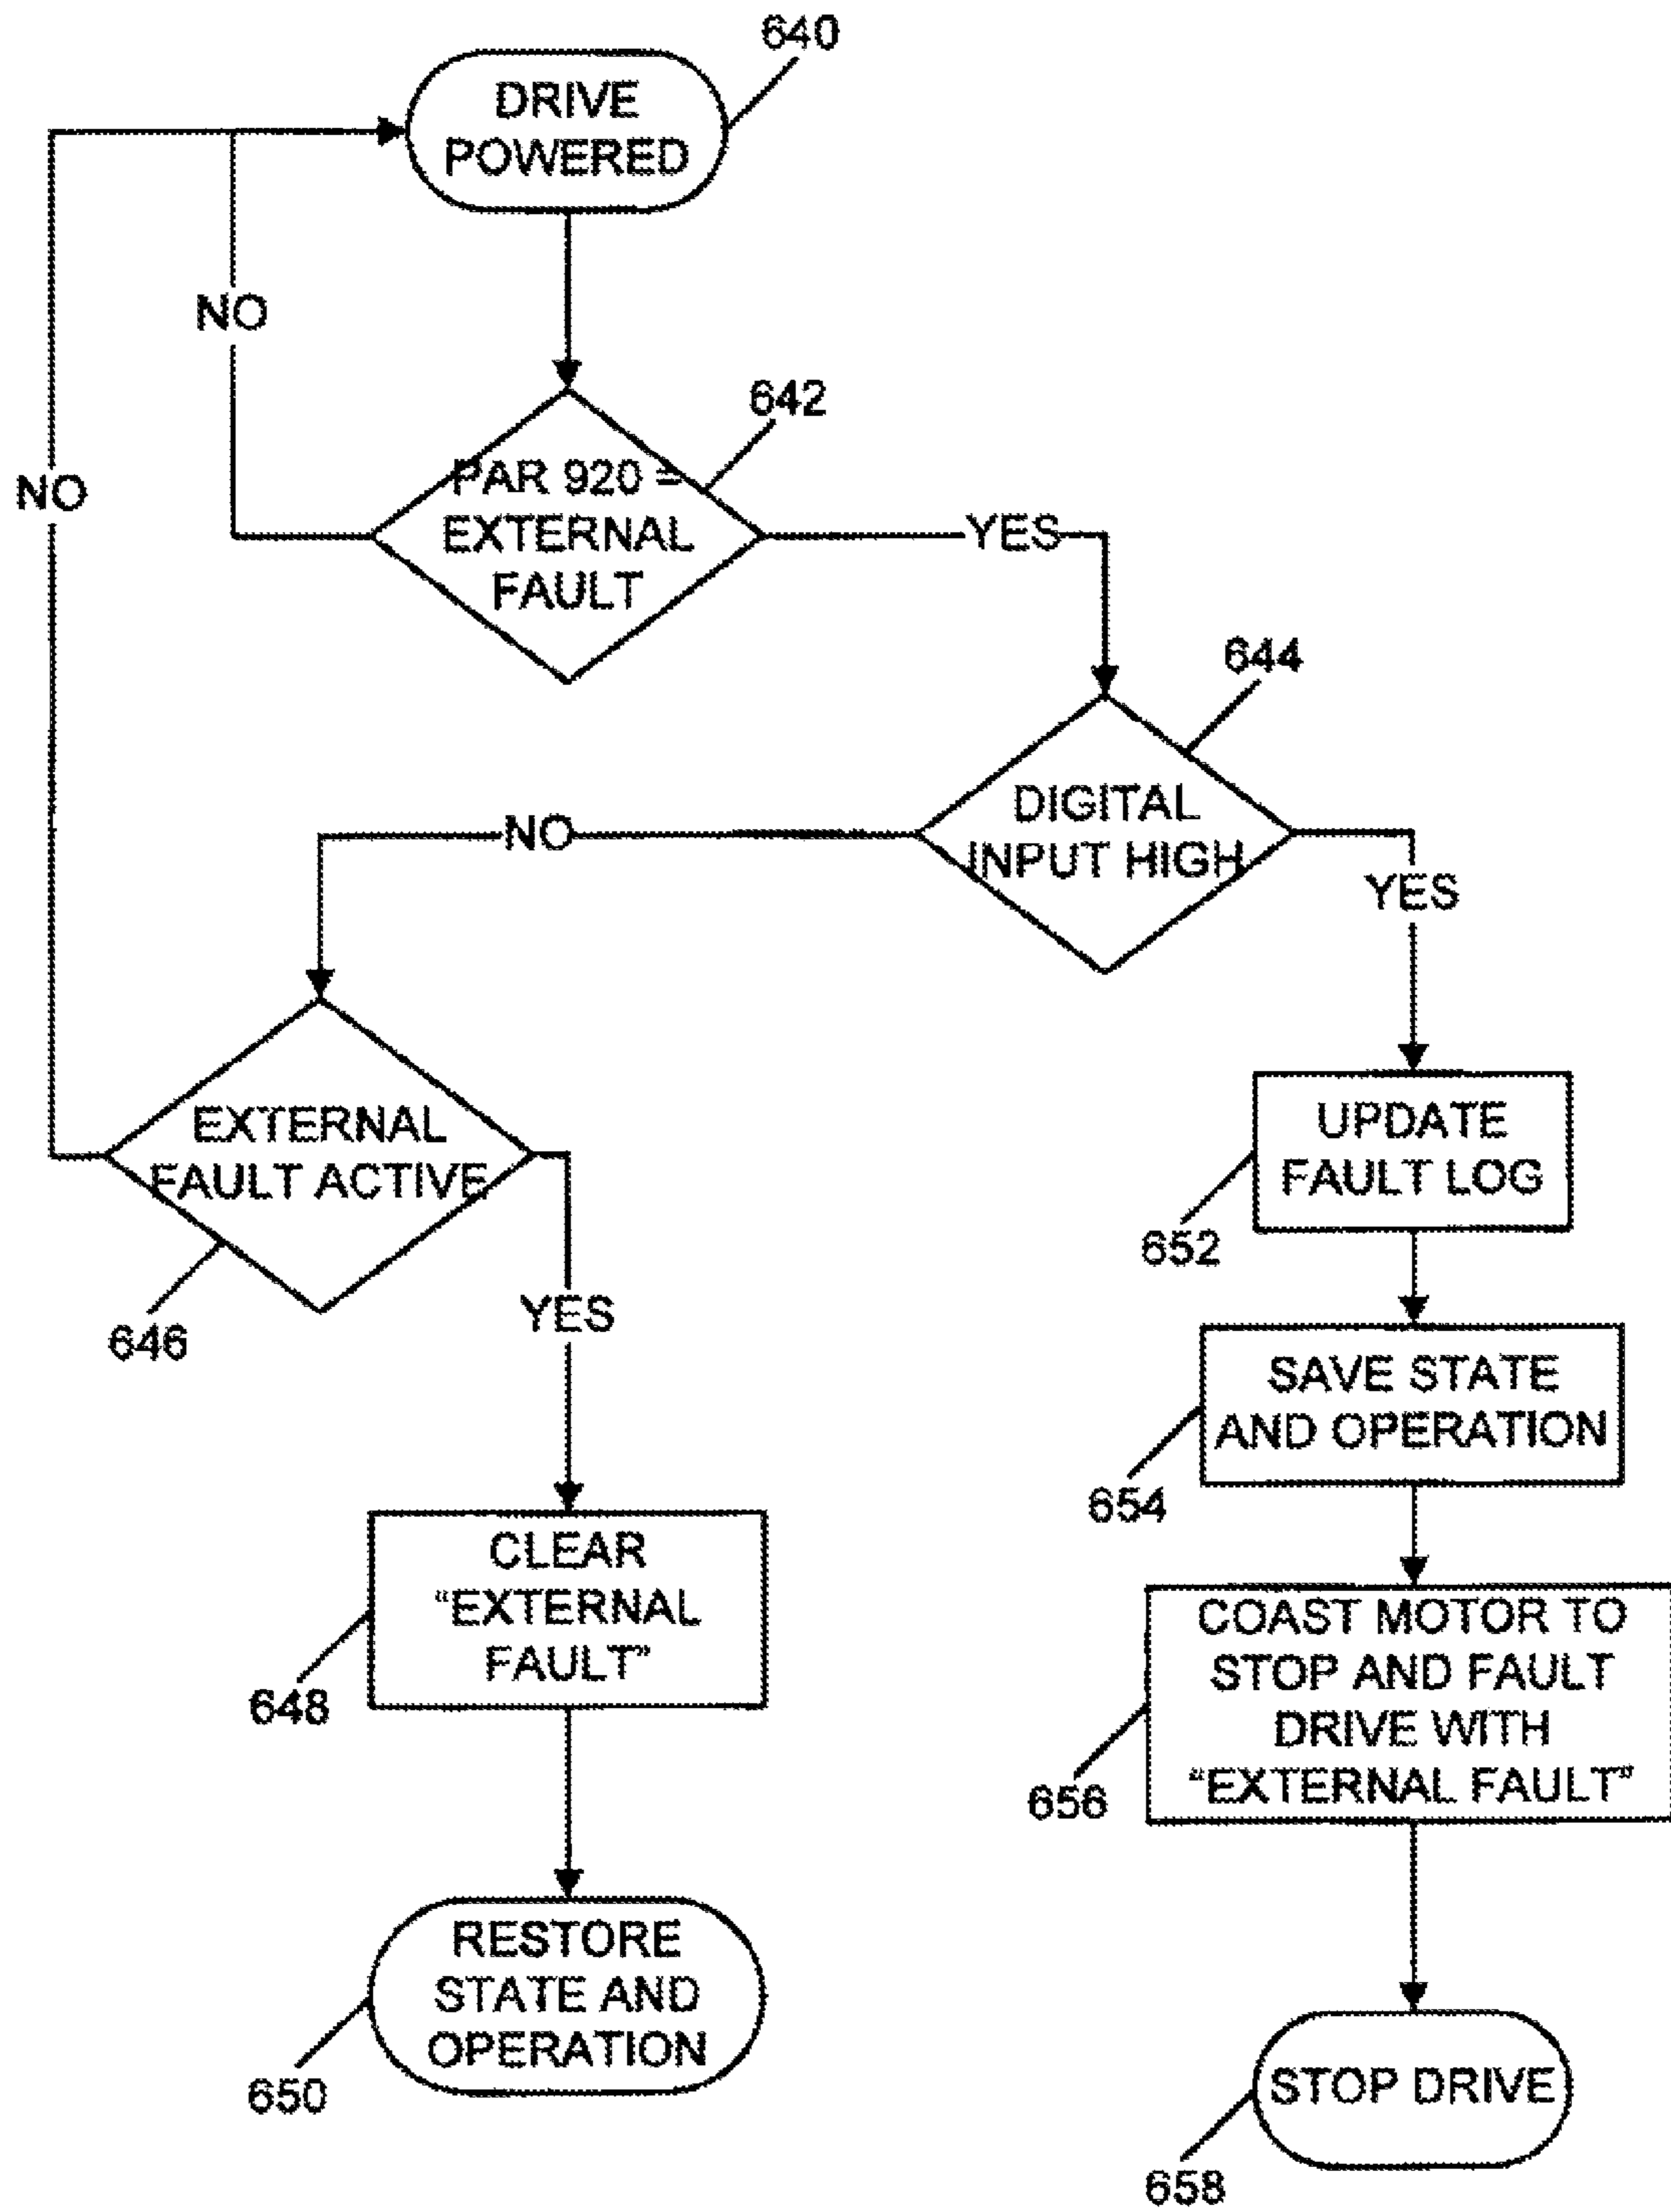 640
DRIVE
POWERED
NO
642
NO
PAR 920 =
EXTERNAL
FAULT
YES
644
DIGITAL
INPUT HIGH
NO
YES
EXTERNAL
FAULT ACTIVE
646
YES
UPDATE
FAULT LOG
652
SAVE STATE
AND OPERATION
654
CLEAR
“EXTERNAL
FAULT”
648
COAST MOTOR TO
STOP AND FAULT
DRIVE WITH
“EXTERNAL FAULT”
656
RESTORE
STATE AND
OPERATION
650
STOP DRIVE
658